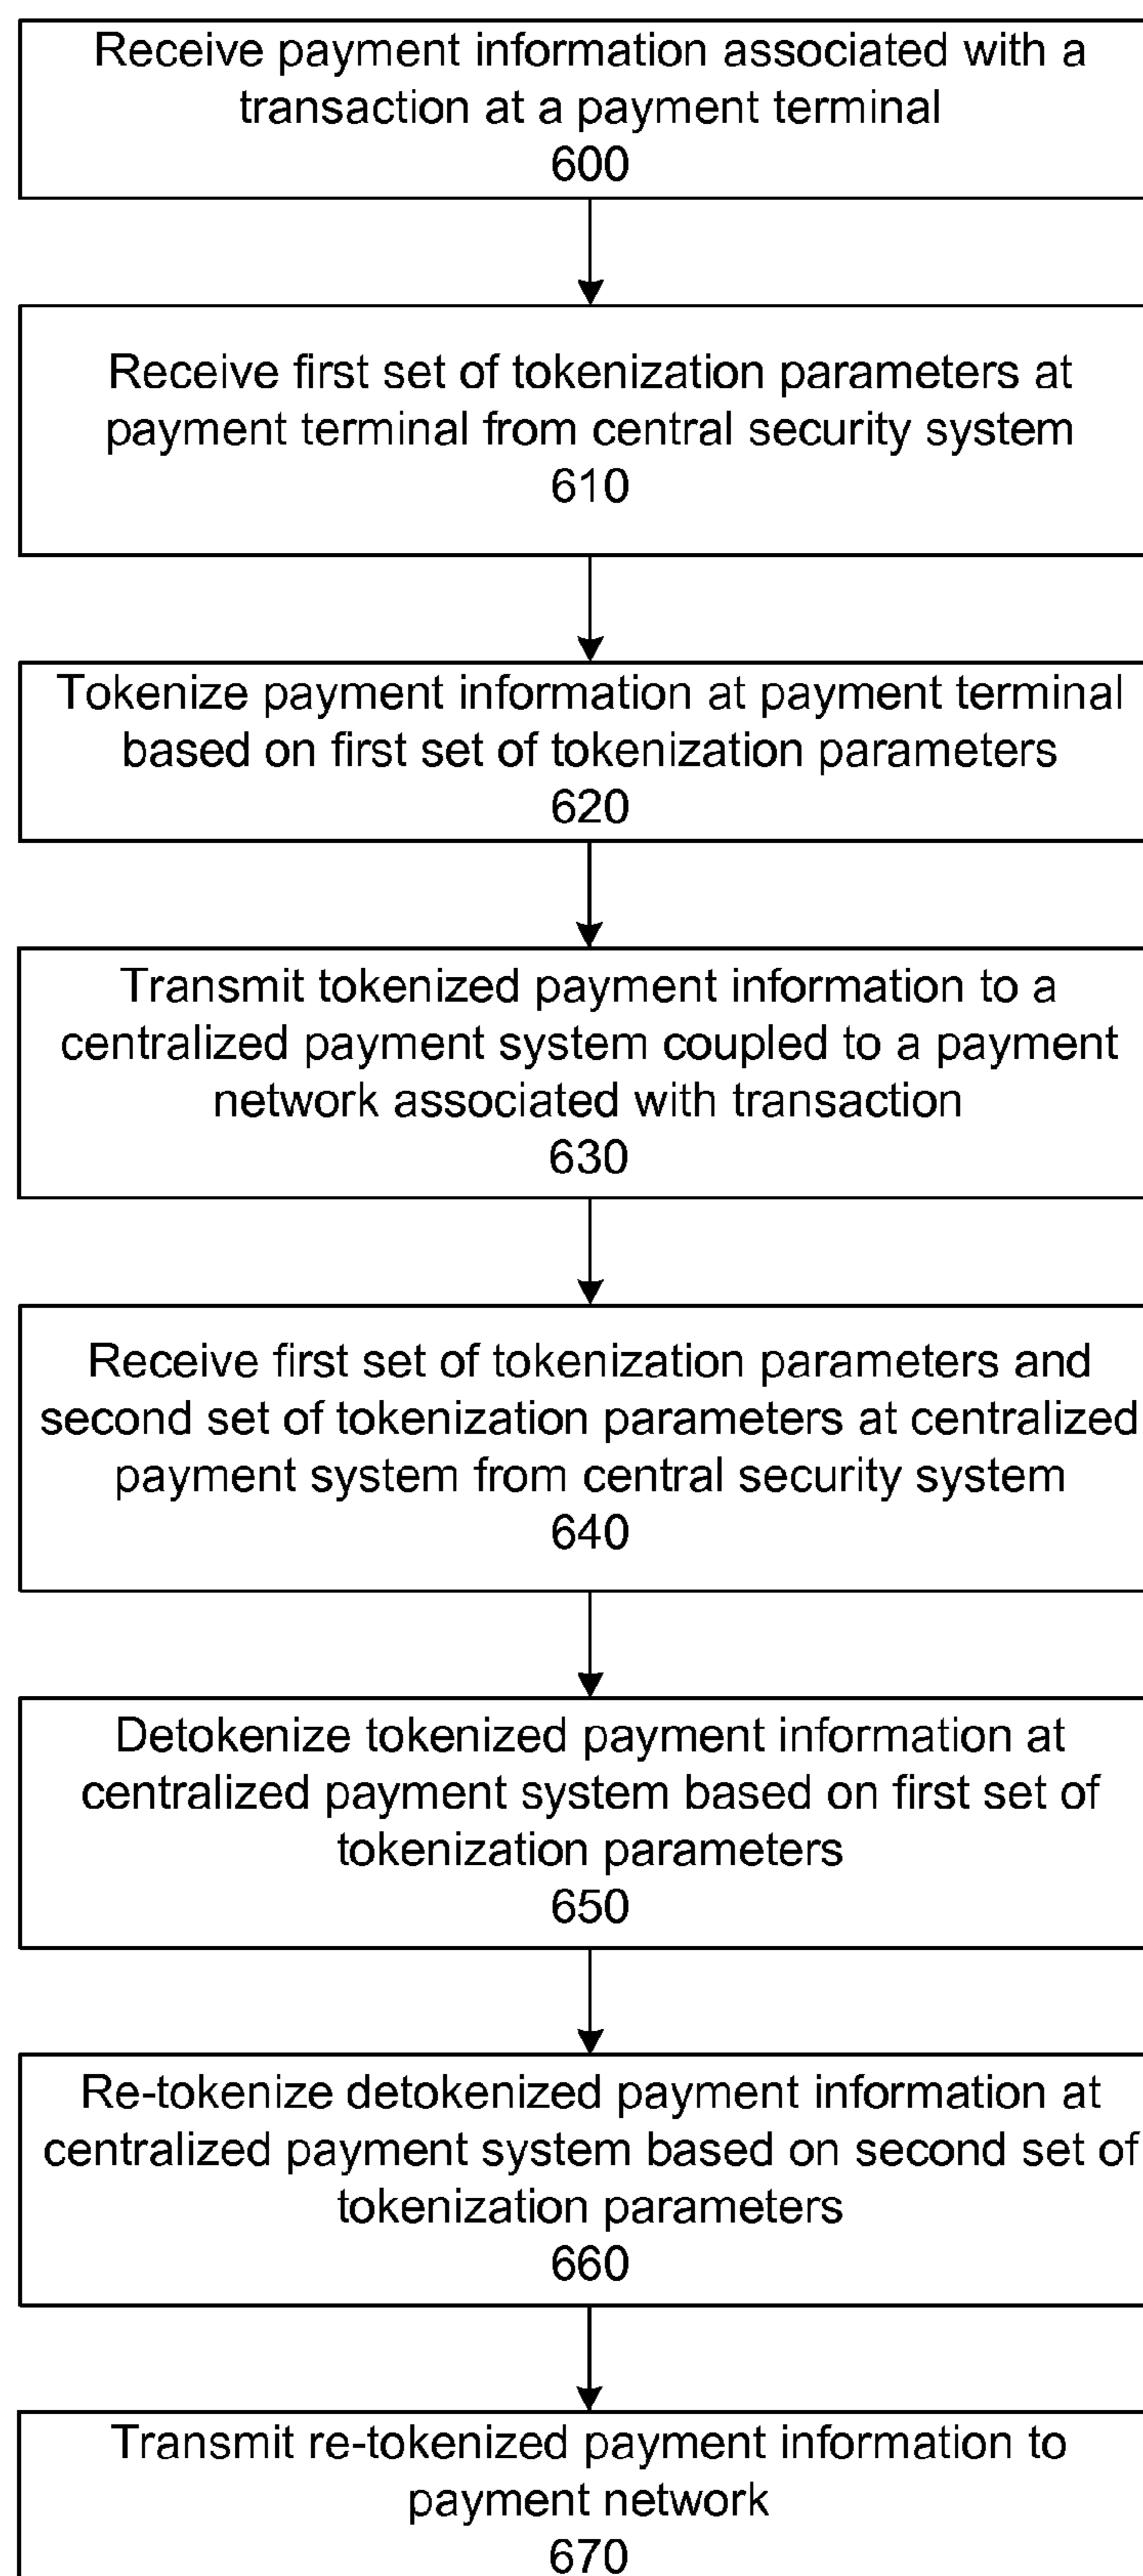 Receive payment information associated with a
transaction at a payment terminal
600
Receive first set of tokenization parameters at
payment terminal from central security system
610
Tokenize payment information at payment terminal
based on first set of tokenization parameters
620
Transmit tokenized payment information to a
centralized payment system coupled to a payment
network associated with transaction
630
Receive first set of tokenization parameters and
second set of tokenization parameters at centralized
payment system from central security system
640
Detokenize tokenized payment information at
centralized payment system based on first set of
tokenization parameters
650
Re-tokenize detokenized payment information at
centralized payment system based on second set of
tokenization parameters
660
Transmit re-tokenized payment information to
payment network
670